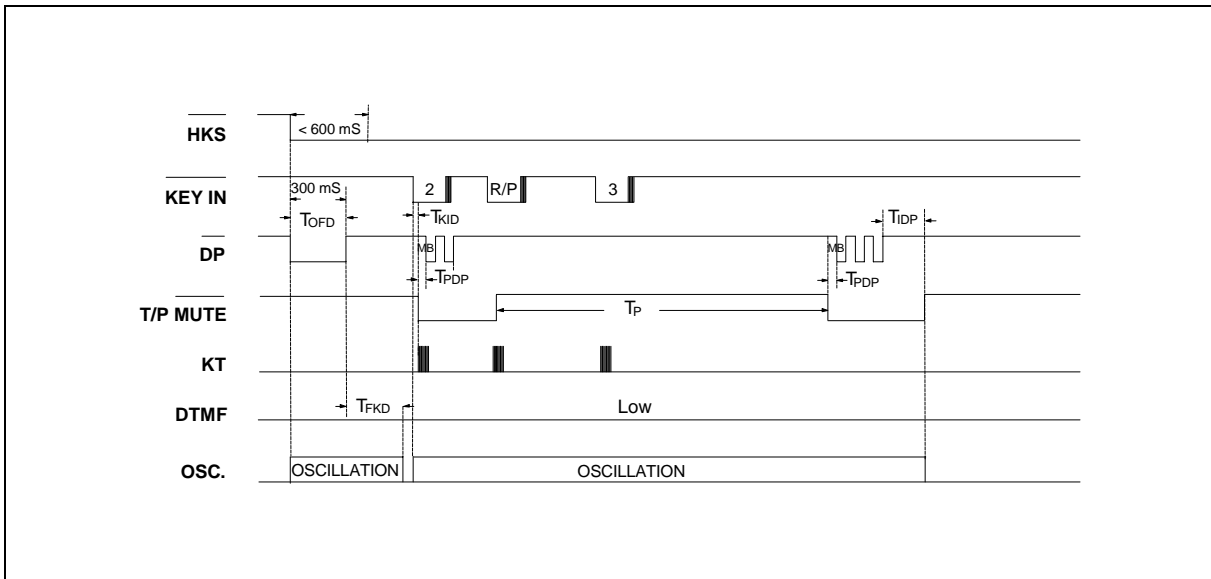 HKS
< 600 mS
KEY IN
2
R/P
3
300 mS
TOFD
TKID
TIDP
DP
MB
MB
TPDP
TPDP
T/P MUTE
TP
KT
TFKD
DTMF
Low
OSC.
OSCILLATION
OSCILLATION